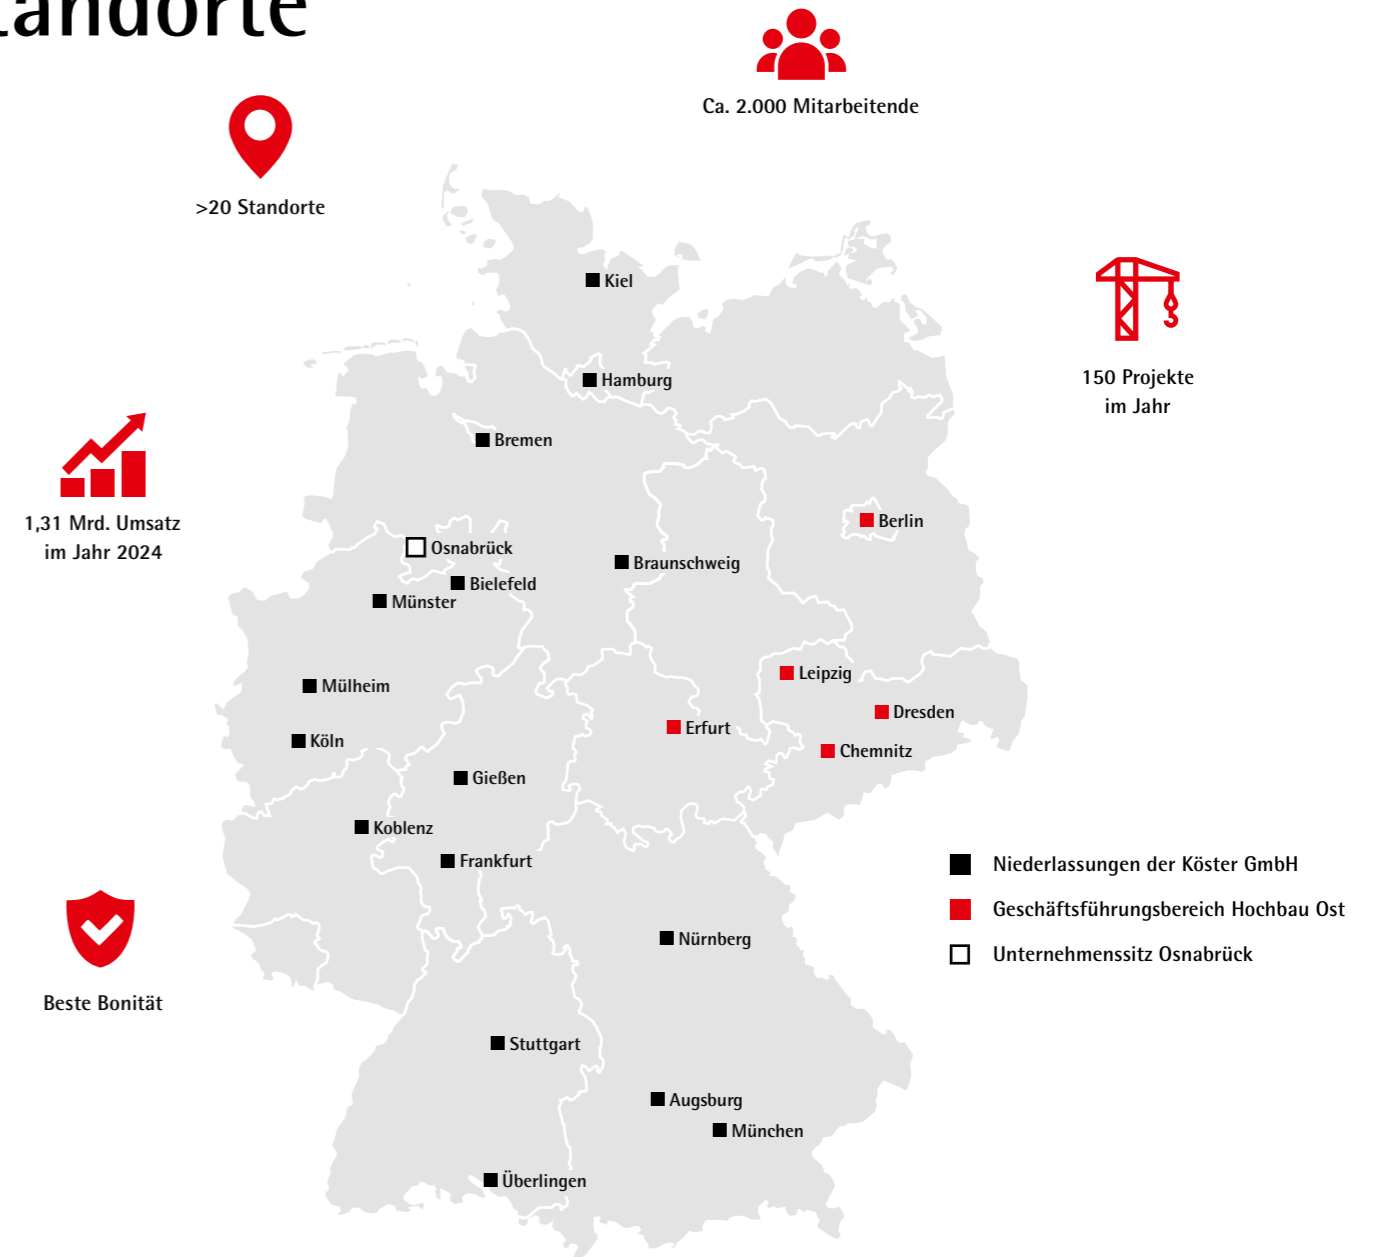 tandorte
Ca. 2.000 Mitarbeitende
>20 Standorte
Kiel
150 Projekte
im Jahr
Hamburg
Bremen
1,31 Mrd. Umsatz
im Jahr 2024
Berlin
Osnabrück
Braunschweig
Bielefeld
Münster
Leipzig
Mülheim
Dresden
Erfurt
Köln
Chemnitz
Gießen
Koblenz
Frankfurt
Niederlassungen der Köster GmbH
Geschäftsführungsbereich Hochbau Ost
Unternehmenssitz Osnabrück
Nürnberg
Beste Bonität
Stuttgart
Augsburg
München
Überlingen